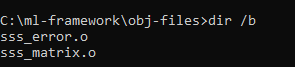 C:\ml-framework\obj-files>dir /b
sss_error.o
sss_matrix.o